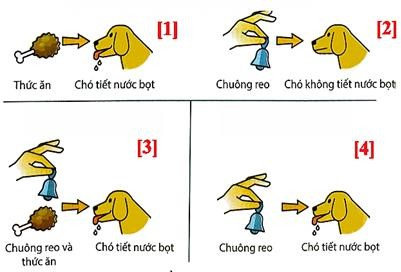 [1]
Thức ăn
Chó tiết nước bọt
[2]
Chuông reo
Chó không tiết nước bọt
[3]
Chuông reo và
thức ăn
Chó tiết nước bọt
[4]
Chuông reo
Chó tiết nước bọt